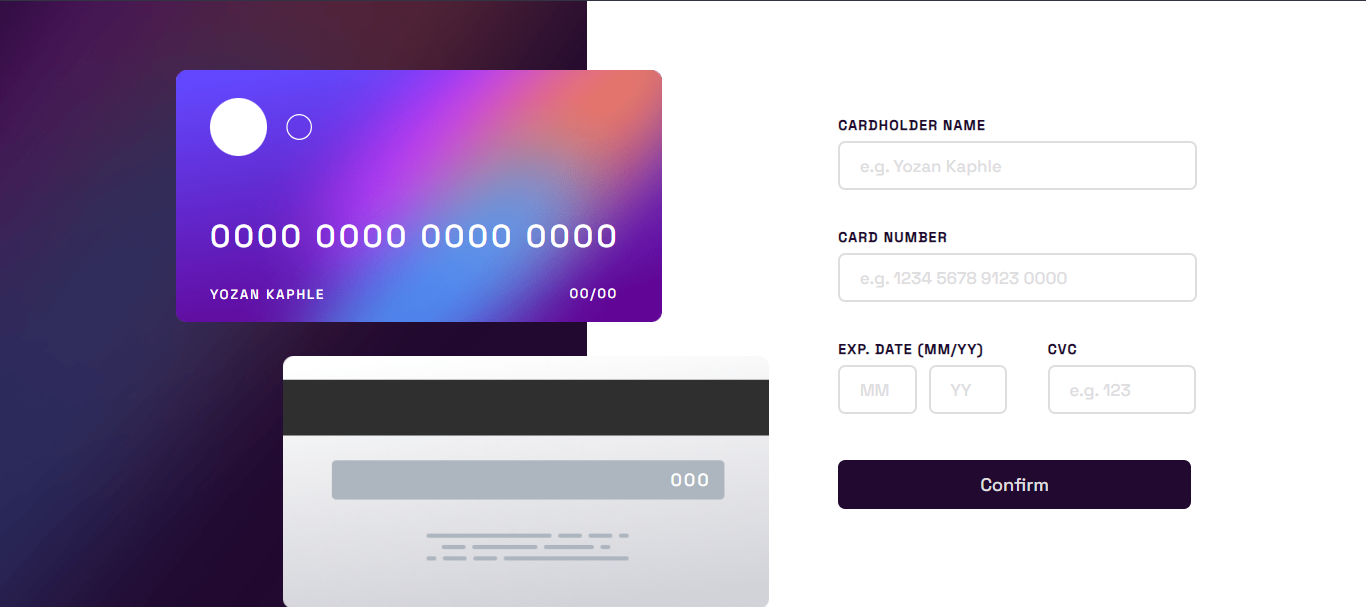 0000 0000 0000 0000
YOZAN KAPHLE 00/00
000
CARDHOLDER NAME
e.g. Yozan Kaphle
CARD NUMBER
e.g. 1234 5678 9123 0000
EXP. DATE (MM/YY) CVC
MM YY e.g. 123
Confirm